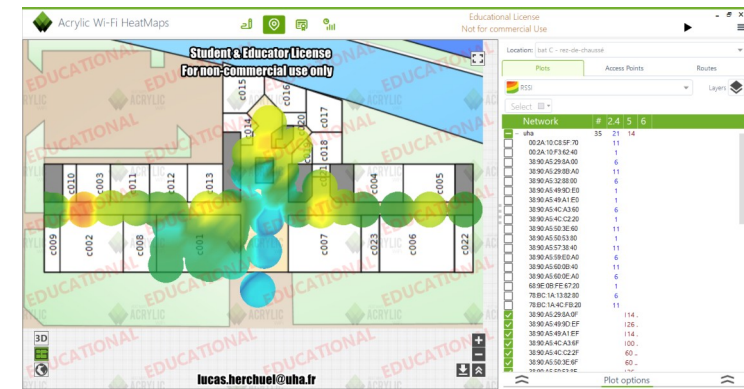 Acrylic Wi-Fi HeatMaps
Educational License
Not for commercial Use
Student & Educator License
For non-commercial use only
EDUCATIONAL
ACRYLIC
c015
c016
c014
c017
c018
c010
c003
c011
c012
c013
c004
c005
c009
c002
c008
c001
c007
c023
c006
c022
3D
lucas.herchuel@uha.fr
Location: bat C - rez-de-chaussé
Plots
Access Points
Routes
RSSI
Layers
Select
Network # 2.4 5 6
uha 35 21 14
00:2A:10:C8:5F:70 11
00:2A:10:F3:62:40 1
38:90:A5:29:8A:00 6
38:90:A5:29:8B:A0 11
38:90:A5:32:88:00 6
38:90:A5:49:9D:E0 1
38:90:A5:49:A1:E0 1
38:90:A5:4C:A3:60 6
38:90:A5:4C:C2:20 1
38:90:A5:50:3E:60 11
38:90:A5:50:53:80 1
38:90:A5:57:38:40 11
38:90:A5:59:E0:A0 6
38:90:A5:60:0B:40 11
38:90:A5:60:0E:A0 6
68:9E:0B:FE:67:20 1
78:BC:1A:13:82:80 6
78:BC:1A:4C:FB:20 11
38:90:A5:29:8A:0F
38:90:A5:49:9D:EF
38:90:A5:49:A1:EF
38:90:A5:4C:A3:6F
38:90:A5:4C:C2:2F 60 ..
38:90:A5:50:3E:6F 60 ..
Plot options